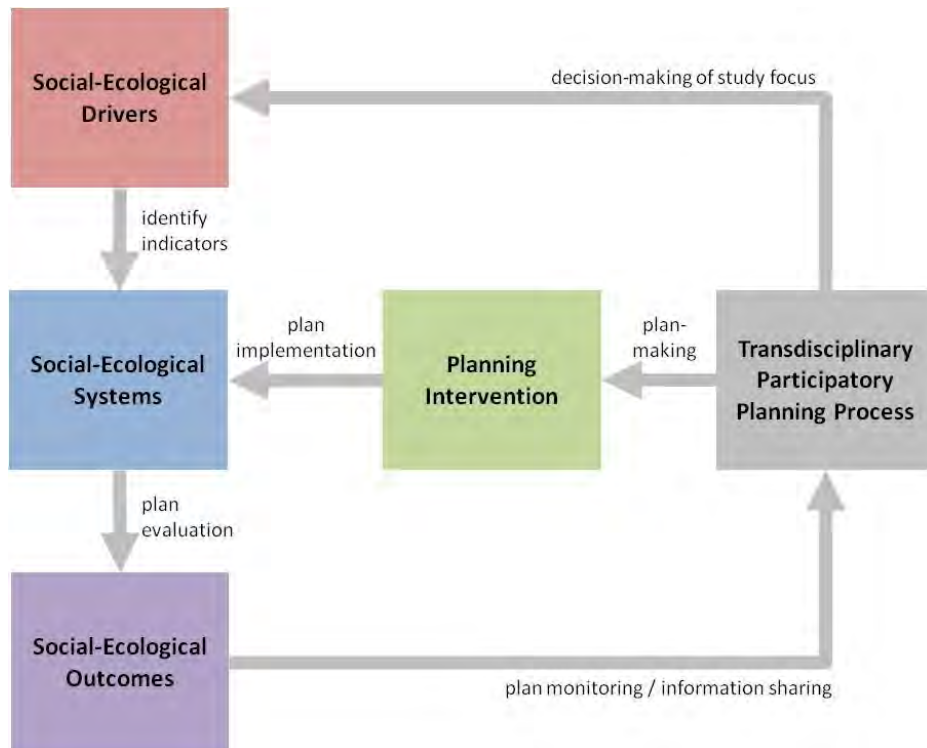 Social-Ecological
Drivers
decision-making of study focus
identify
indicators
Social-Ecological
Systems
plan
implementation
Planning
Intervention
plan-
making
Transdisciplinary
Participatory
Planning Process
plan
evaluation
Social-Ecological
Outcomes
plan monitoring / information sharing